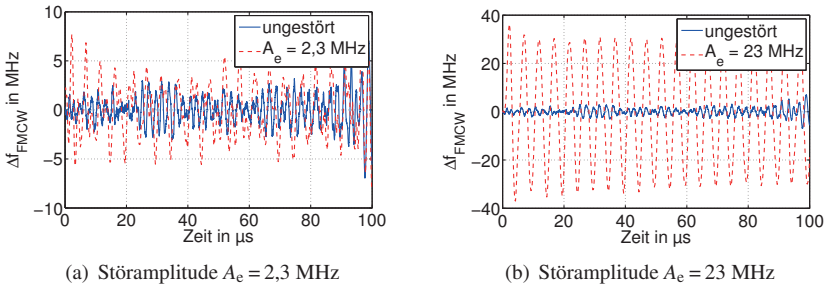 ungestört
A_e = 2,3 MHz
Δf_FMCW in MHz
10
5
0
−5
−10
0 20 40 60 80 100
Zeit in µs
(a) Störamplitude A_e = 2,3 MHz
ungestört
A_e = 23 MHz
Δf_FMCW in MHz
40
20
0
−20
−40
0 20 40 60 80 100
Zeit in µs
(b) Störamplitude A_e = 23 MHz